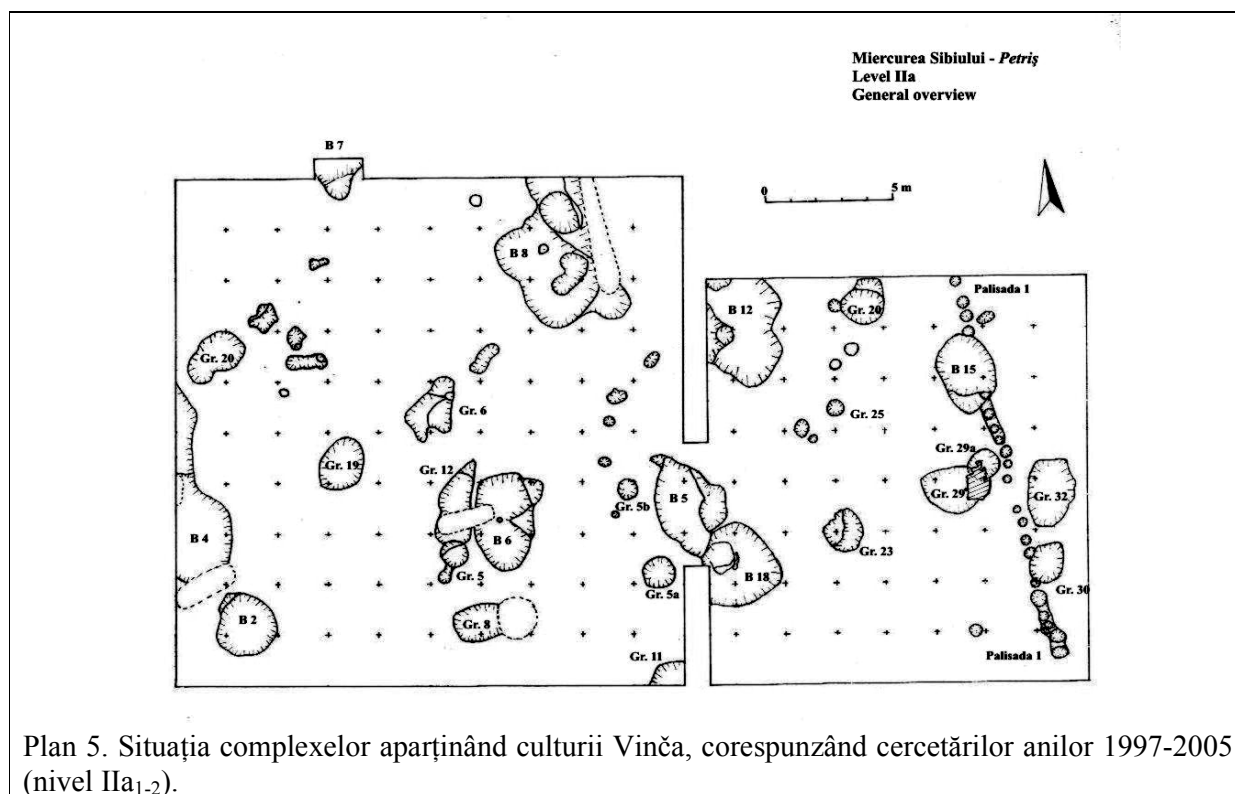 Miercurea Sibiului - Petriş
Level IIa
General overview
B 7
0 5 m
B 8
B 12
Gr. 20
Palisada 1
Gr. 20
B 15
Gr. 6
Gr. 25
Gr. 19
Gr. 12
Gr. 29a
B 5
Gr. 29
Gr. 32
Gr. 5b
B 4
B 6
Gr. 23
Gr. 5
Gr. 5a
B 18
Gr. 30
B 2
Gr. 8
Gr. 11
Palisada 1
Plan 5. Situația complexelor aparținând culturii Vinča, corespunzând cercetărilor anilor 1997-2005
(nivel IIa1-2).